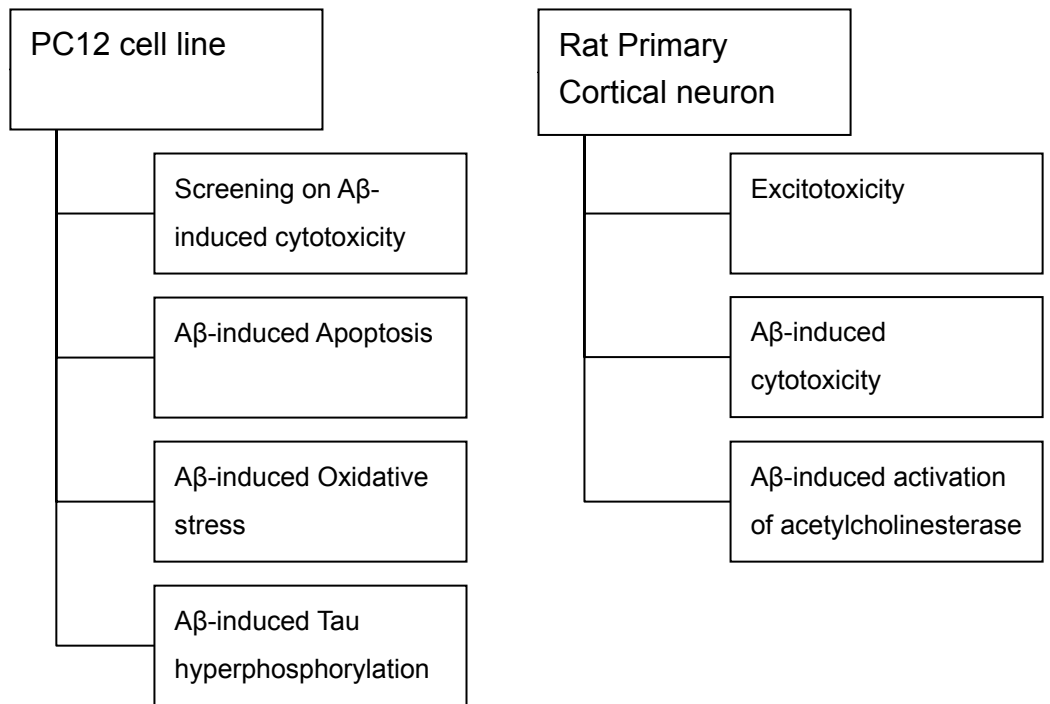 PC12 cell line
Screening on Aβ-
induced cytotoxicity
Aβ-induced Apoptosis
Aβ-induced Oxidative
stress
Aβ-induced Tau
hyperphosphorylation
Rat Primary
Cortical neuron
Excitotoxicity
Aβ-induced
cytotoxicity
Aβ-induced activation
of acetylcholinesterase